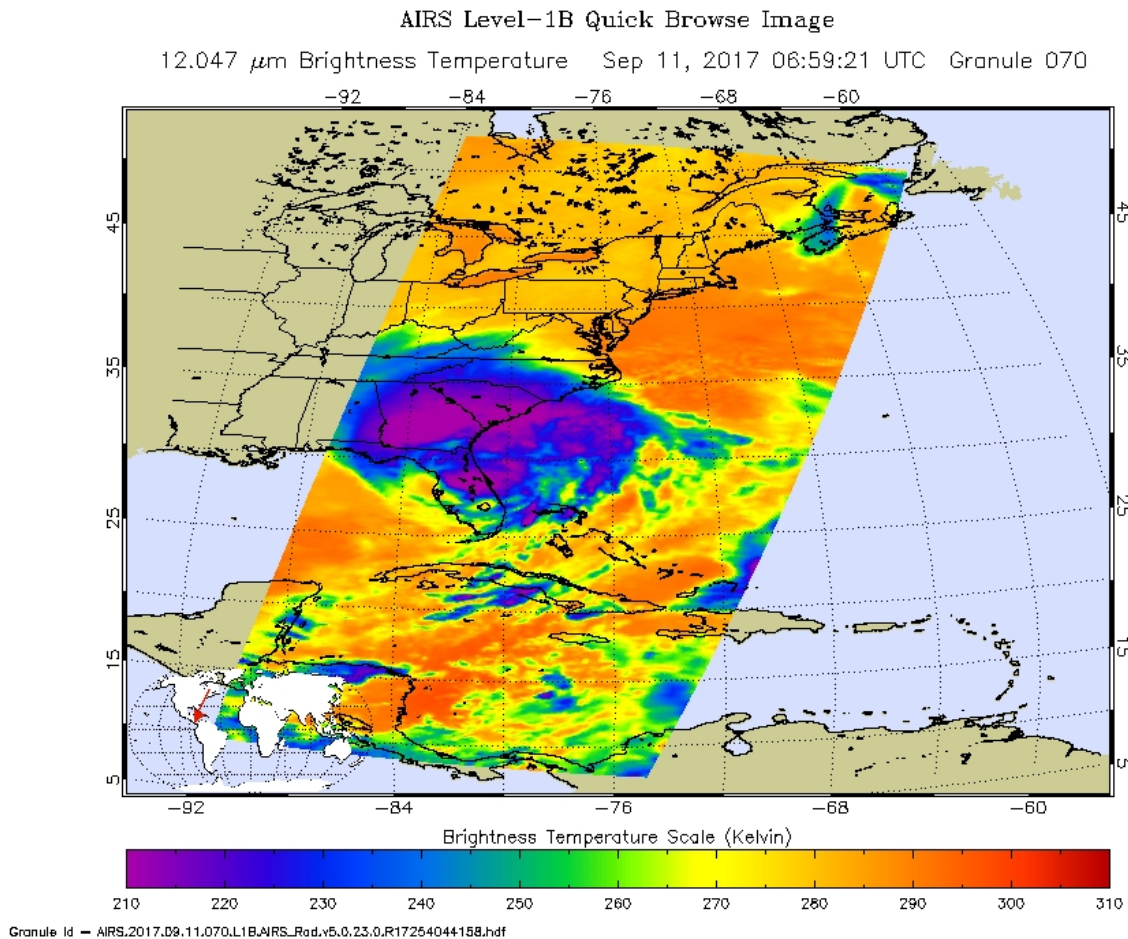 AIRS Level-1B Quick Browse Image
12.047 μm Brightness Temperature Sep 11, 2017 06:59:21 UTC Granule 070
-92 -84 -76 -68 -60
45 45
35 35
25 25
15 15
5 5
-92 -84 -76 -68 -60
Brightness Temperature Scale (Kelvin)
210 220 230 240 250 260 270 280 290 300 310
Granule Id - AIRS.2017.09.11.070.L1B.AIRS_Rad.v5.0.23.0.R17254044158.hdf